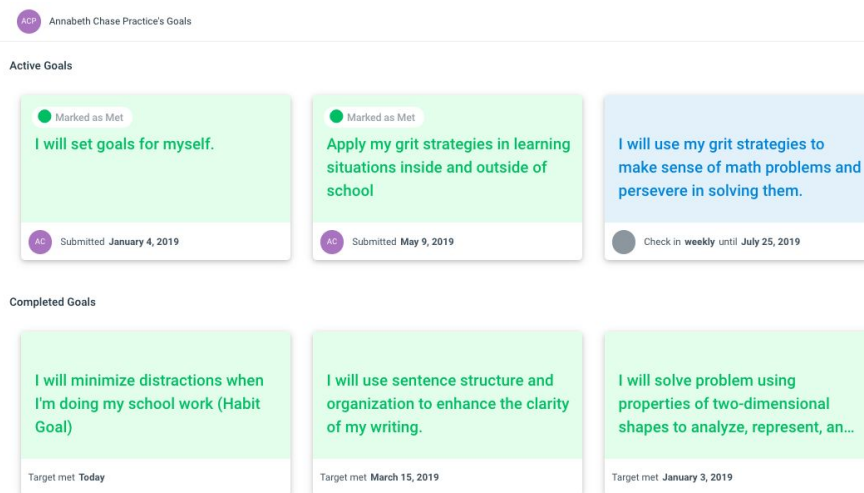 ACP Annabeth Chase Practice's Goals
Active Goals
Marked as Met
I will set goals for myself.
AC Submitted January 4, 2019
Marked as Met
Apply my grit strategies in learning
situations inside and outside of
school
AC Submitted May 9, 2019
I will use my grit strategies to
make sense of math problems and
persevere in solving them.
Check in weekly until July 25, 2019
Completed Goals
I will minimize distractions when
I'm doing my school work (Habit
Goal)
Target met Today
I will use sentence structure and
organization to enhance the clarity
of my writing.
Target met March 15, 2019
I will solve problem using
properties of two-dimensional
shapes to analyze, represent, an...
Target met January 3, 2019